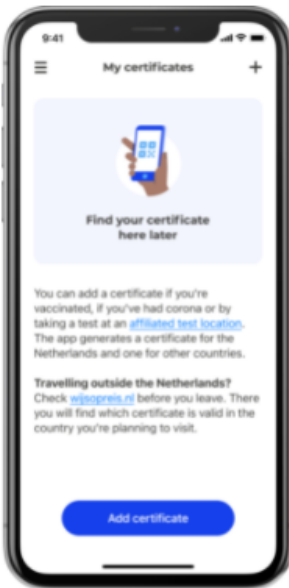 9:41
My certificates
Find your certificate
here later
You can add a certificate if you're
vaccinated, if you've had corona or by
taking a test at an affiliated test location.
The app generates a certificate for the
Netherlands and one for other countries.
Travelling outside the Netherlands?
Check wijsopreis.nl before you leave. There
you will find which certificate is valid in the
country you're planning to visit.
Add certificate